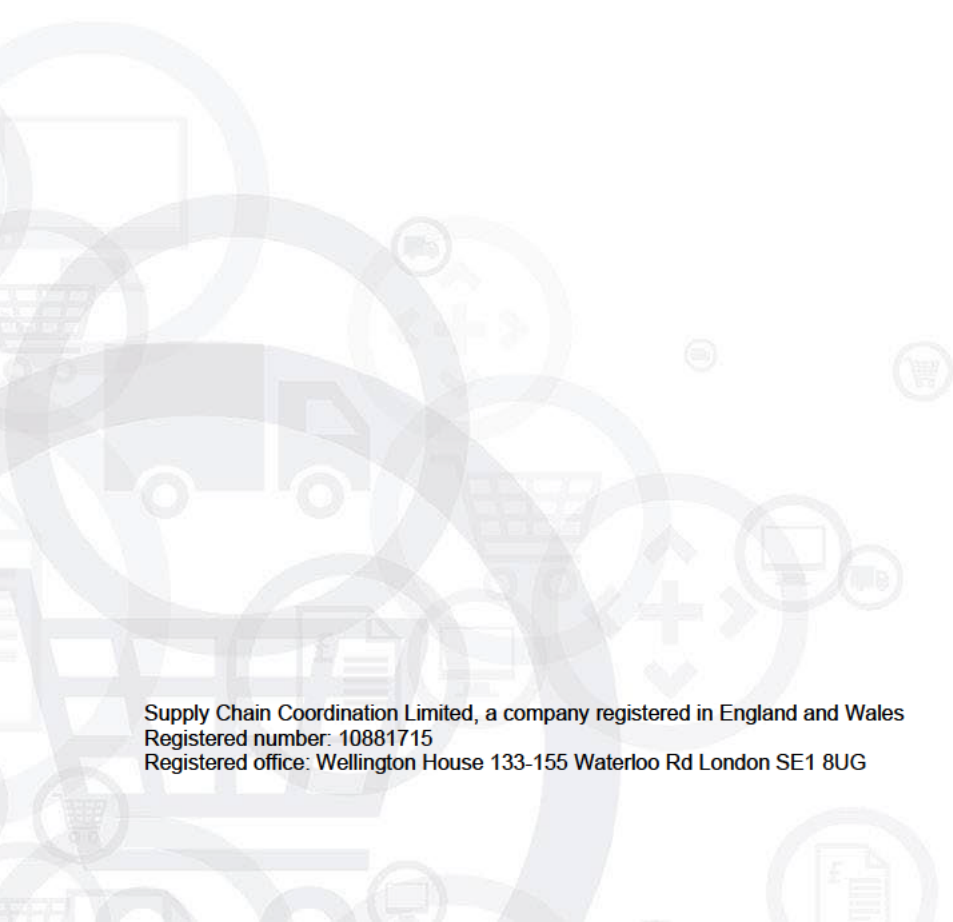 Supply Chain Coordination Limited, a company registered in England and Wales
Registered number: 10881715
Registered office: Wellington House 133-155 Waterloo Rd London SE1 8UG